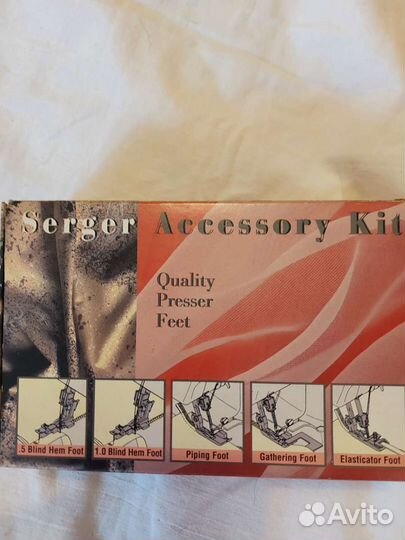 Serger Accessory Kit
Quality
Presser
Feet
.5 Blind Hem Foot
1.0 Blind Hem Foot
Piping Foot
Gathering Foot
Elasticator Foot
Avito